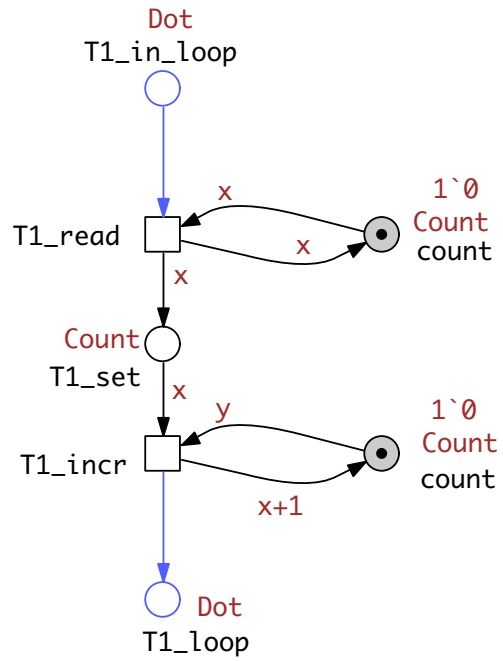 Dot
T1_in_loop
x
1`0
T1_read
Count
x
count
x
Count
T1_set
x
y
1`0
T1_incr
Count
count
x+1
Dot
T1_loop